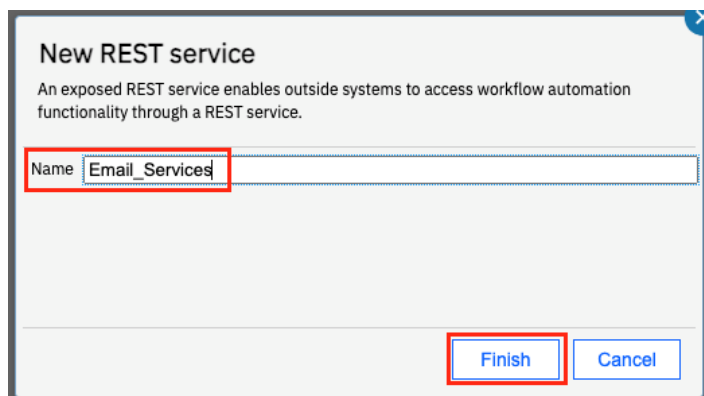 New REST service
An exposed REST service enables outside systems to access workflow automation
functionality through a REST service.
Name Email_Services
Finish Cancel